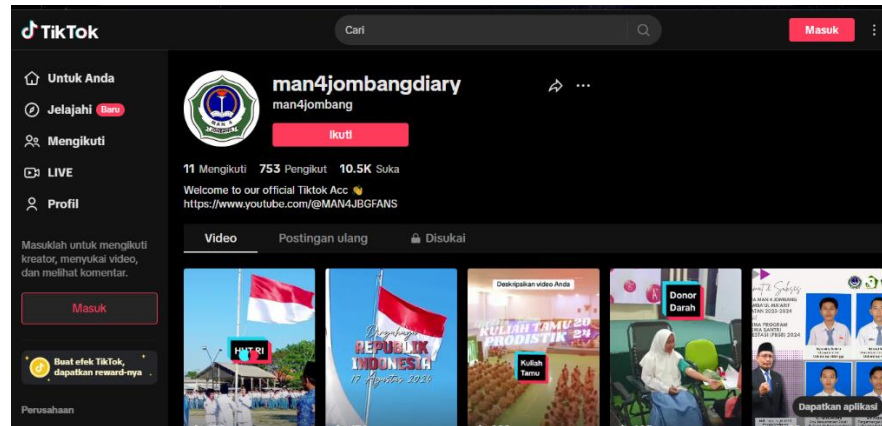 TikTok
Cari
Masuk
Untuk Anda
Jelajahi Baru
Mengikuti
LIVE
Profil
Masuklah untuk mengikuti
kreator, menyukai video,
dan melihat komentar.
Masuk
Buat efek TikTok,
dapatkan reward-nya
Perusahaan
man4jombangdiary
man4jombang
Ikuti
11 Mengikuti 753 Pengikut 10.5K Suka
Welcome to our official Tiktok Acc 👋
https://www.youtube.com/@MAN4JBGFANS
Video Postingan ulang Disukai
HUT RI
Dirgahayu
REPUBLIK
INDONESIA
17 Agustus 2024
Deskripsikan video Anda
KULIAH TAMU 20
PRODISTIK '24
Kuliah
Tamu
Donor
Darah
Dapatkan aplikasi